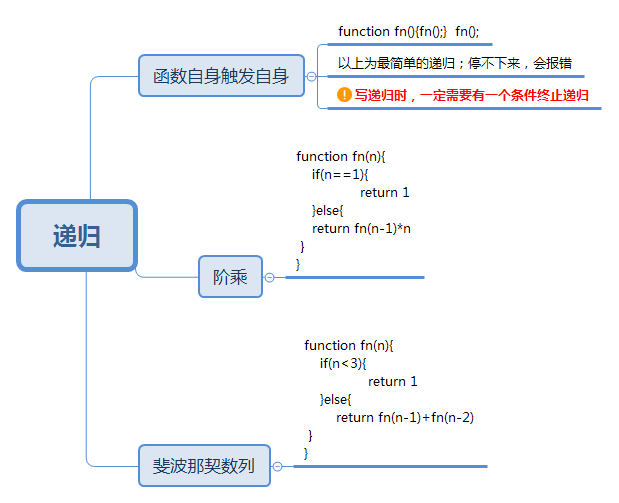 递归
函数自身触发自身
function fn(){fn();}  fn();
以上为最简单的递归；停不下来，会报错
! 写递归时，一定需要有一个条件终止递归
阶乘
function fn(n){
if(n==1){
return 1
}else{
return fn(n-1)*n
}
}
斐波那契数列
function fn(n){
if(n<3){
return 1
}else{
return fn(n-1)+fn(n-2)
}
}